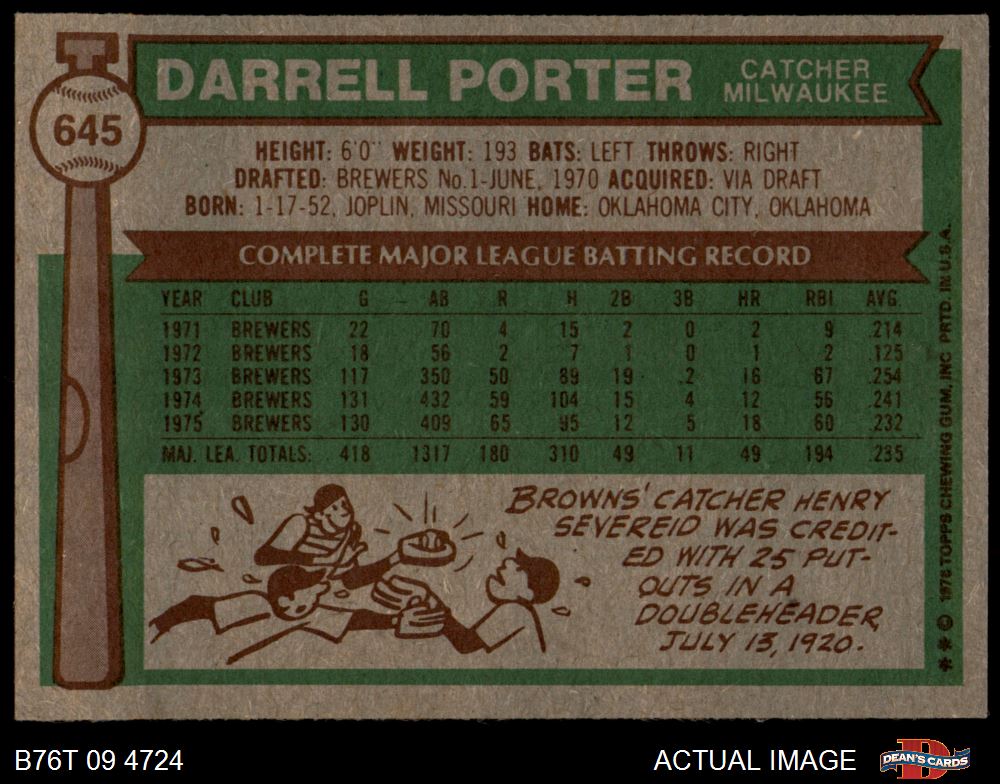 645
DARRELL PORTER
CATCHER
MILWAUKEE
HEIGHT: 6'0" WEIGHT: 193 BATS: LEFT THROWS: RIGHT
DRAFTED: BREWERS No.1-JUNE, 1970 ACQUIRED: VIA DRAFT
BORN: 1-17-52, JOPLIN, MISSOURI HOME: OKLAHOMA CITY, OKLAHOMA
COMPLETE MAJOR LEAGUE BATTING RECORD
YEAR CLUB G AB R H 2B 3B HR RBI AVG.
1971 BREWERS 22 70 4 15 2 0 2 9 .214
1972 BREWERS 18 56 2 7 1 0 1 2 .125
1973 BREWERS 117 350 50 89 19 2 16 67 .254
1974 BREWERS 131 432 59 104 15 4 12 56 .241
1975 BREWERS 130 409 65 95 12 5 18 60 .232
MAJ. LEA. TOTALS: 418 1317 180 310 49 11 49 194 .235
BROWNS' CATCHER HENRY
SEVEREID WAS CREDIT-
ED WITH 25 PUT-
OUTS IN A
DOUBLEHEADER,
JULY 13, 1920.
** © 1976 TOPPS CHEWING GUM, INC. PRTD. IN U.S.A.
B76T 09 4724
ACTUAL IMAGE
DEAN'S CARDS